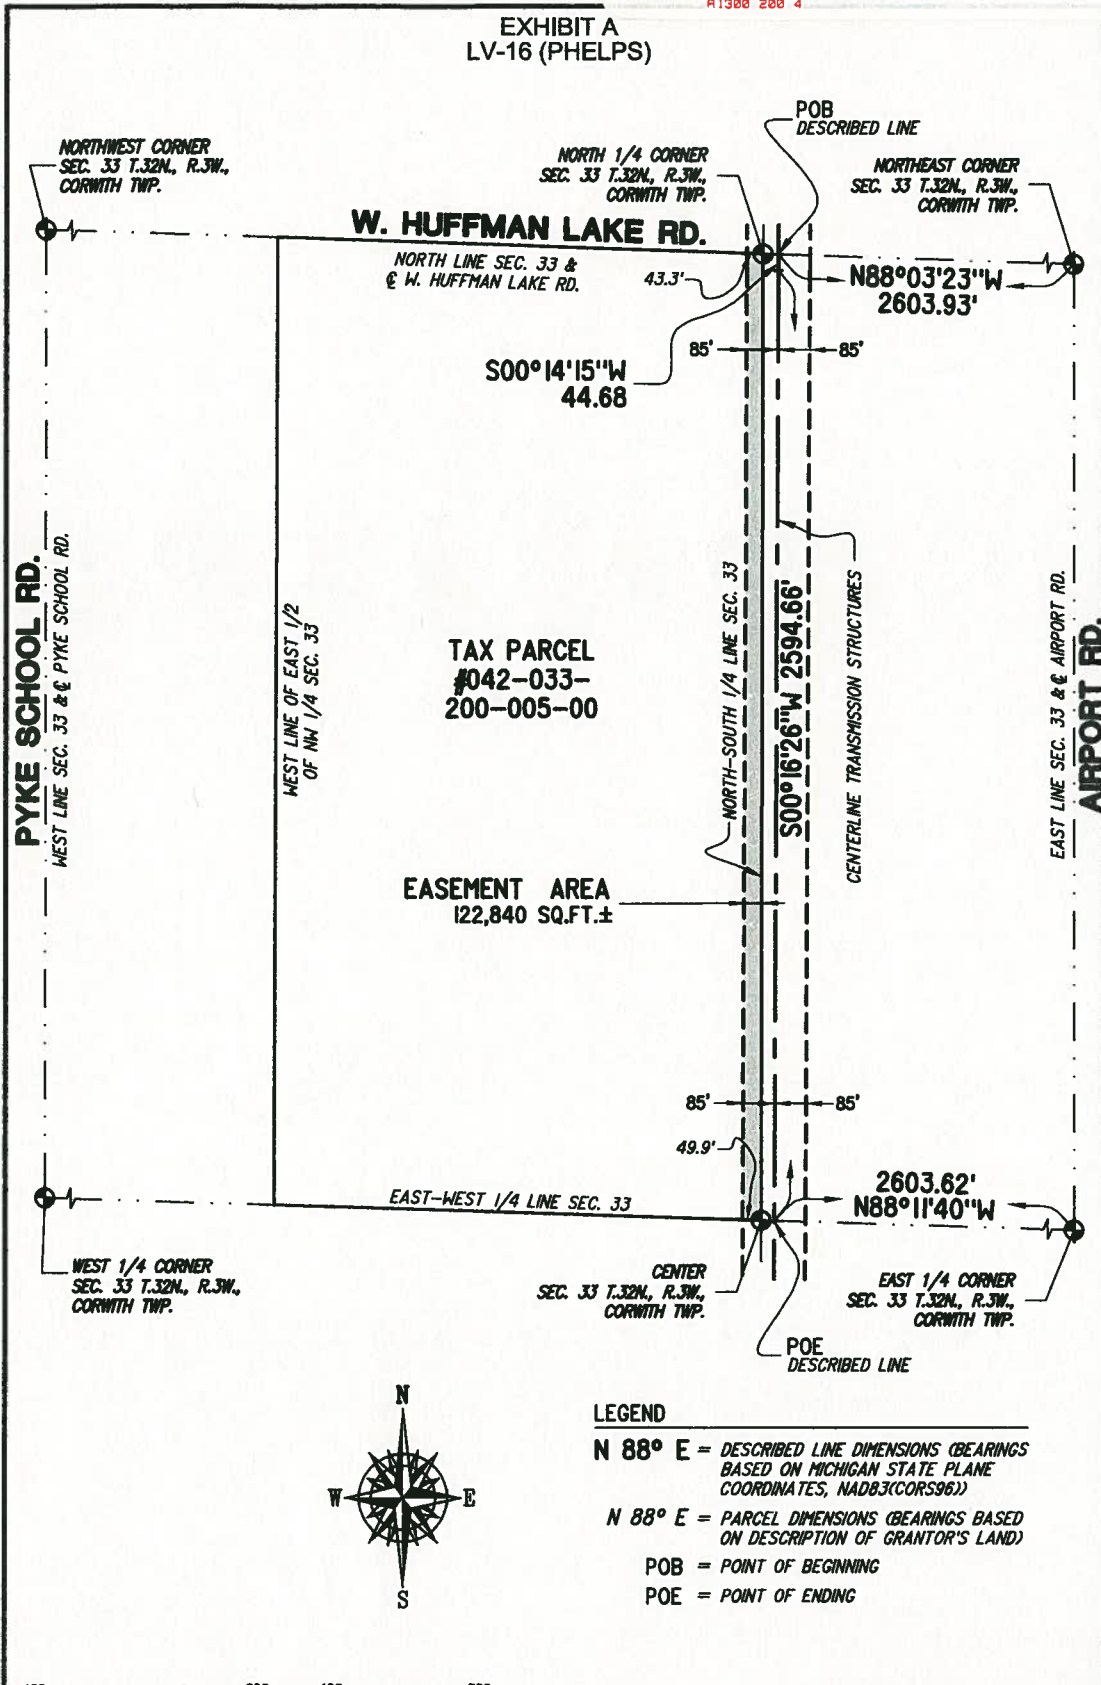 A1300 200 4
EXHIBIT A
LV-16 (PHELPS)
POB
DESCRIBED LINE
NORTHWEST CORNER
SEC. 33 T.32N., R.3W.,
CORWITH TWP.
NORTH 1/4 CORNER
SEC. 33 T.32N., R.3W.,
CORWITH TWP.
NORTHEAST CORNER
SEC. 33 T.32N., R.3W.,
CORWITH TWP.
W. HUFFMAN LAKE RD.
NORTH LINE SEC. 33 &
℄ W. HUFFMAN LAKE RD.
43.3'
N88°03'23"W
2603.93'
85'
85'
S00°14'15"W
44.68
PYKE SCHOOL RD.
WEST LINE SEC. 33 & ℄ PYKE SCHOOL RD.
WEST LINE OF EAST 1/2
OF NW 1/4 SEC. 33
TAX PARCEL
#042-033-
200-005-00
NORTH-SOUTH 1/4 LINE SEC. 33
S00°16'26"W 2594.66'
CENTERLINE TRANSMISSION STRUCTURES
EAST LINE SEC. 33 & ℄ AIRPORT RD.
AIRPORT RD.
EASEMENT AREA
122,840 SQ.FT.±
85'
85'
49.9'
EAST-WEST 1/4 LINE SEC. 33
2603.62'
N88°11'40"W
WEST 1/4 CORNER
SEC. 33 T.32N., R.3W.,
CORWITH TWP.
CENTER
SEC. 33 T.32N., R.3W.,
CORWITH TWP.
EAST 1/4 CORNER
SEC. 33 T.32N., R.3W.,
CORWITH TWP.
POE
DESCRIBED LINE
N
W
E
S
LEGEND
N 88° E = DESCRIBED LINE DIMENSIONS (BEARINGS
BASED ON MICHIGAN STATE PLANE
COORDINATES, NAD83(CORS96))
N 88° E = PARCEL DIMENSIONS (BEARINGS BASED
ON DESCRIPTION OF GRANTOR'S LAND)
POB = POINT OF BEGINNING
POE = POINT OF ENDING